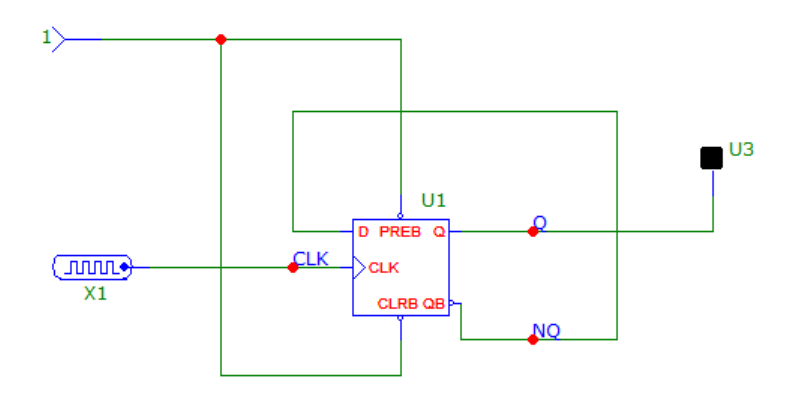 1
U3
U1
Q
D PREB Q
CLK
CLK
X1
CLRB QB
NQ